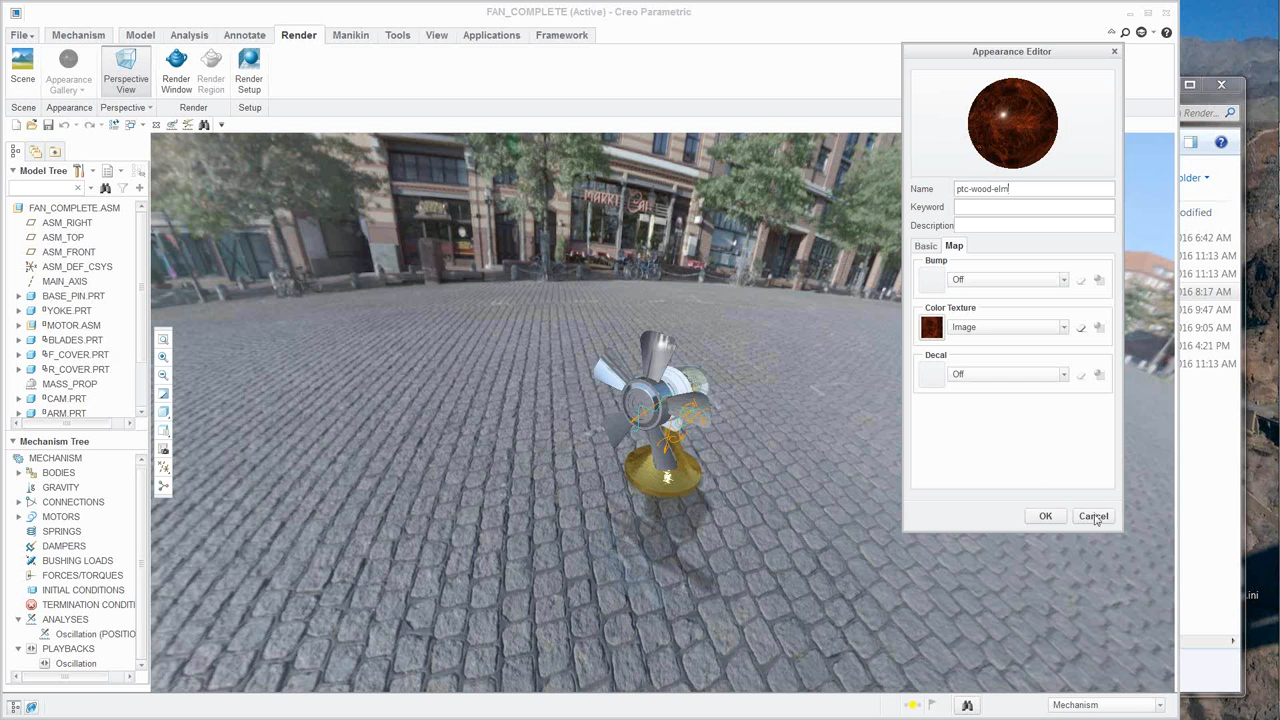 FAN_COMPLETE (Active) - Creo Parametric
File Mechanism Model Analysis Annotate Render Manikin Tools View Applications Framework
Scene Appearance Gallery Perspective View Render Window Render Region Render Setup
Scene Appearance Perspective Render Setup
Model Tree
FAN_COMPLETE.ASM
ASM_RIGHT
ASM_TOP
ASM_FRONT
ASM_DEF_CSYS
MAIN_AXIS
BASE_PIN.PRT
YOKE.PRT
MOTOR.ASM
BLADES.PRT
F_COVER.PRT
R_COVER.PRT
MASS_PROP
CAM.PRT
ARM.PRT
Mechanism Tree
MECHANISM
BODIES
GRAVITY
CONNECTIONS
MOTORS
SPRINGS
DAMPERS
BUSHING LOADS
FORCES/TORQUES
INITIAL CONDITIONS
TERMINATION CONDITI
ANALYSES
Oscillation (POSITIO
PLAYBACKS
Oscillation
Appearance Editor
Name ptc-wood-elm
Keyword
Description
Basic Map
Bump
Off
Color Texture
Image
Decal
Off
OK Cancel
Render...
older
odified
016 6:42 AM
016 11:13 AM
016 11:13 AM
016 8:17 AM
016 9:47 AM
016 9:05 AM
016 4:21 PM
016 11:13 AM
.ini
Mechanism